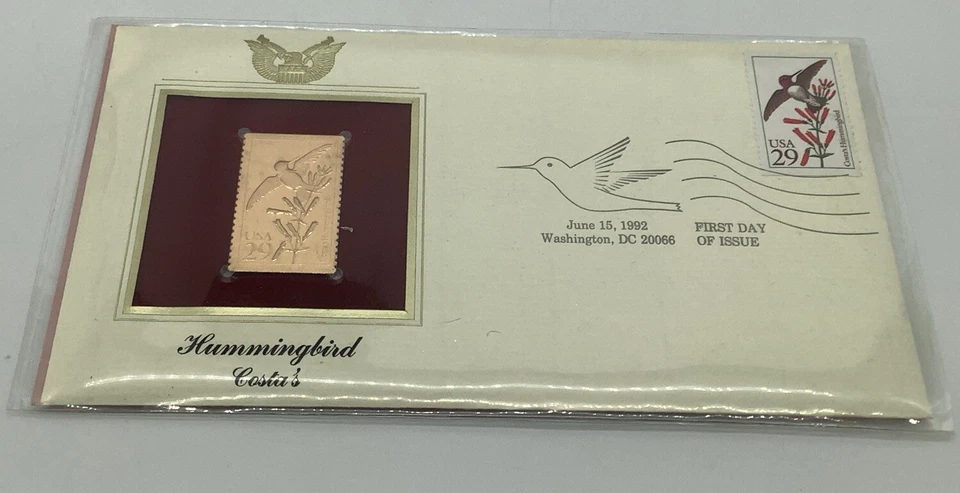 USA
29
Hummingbird
Costa's
June 15, 1992
Washington, DC 20066
FIRST DAY
OF ISSUE
USA
29
Costa's Hummingbird